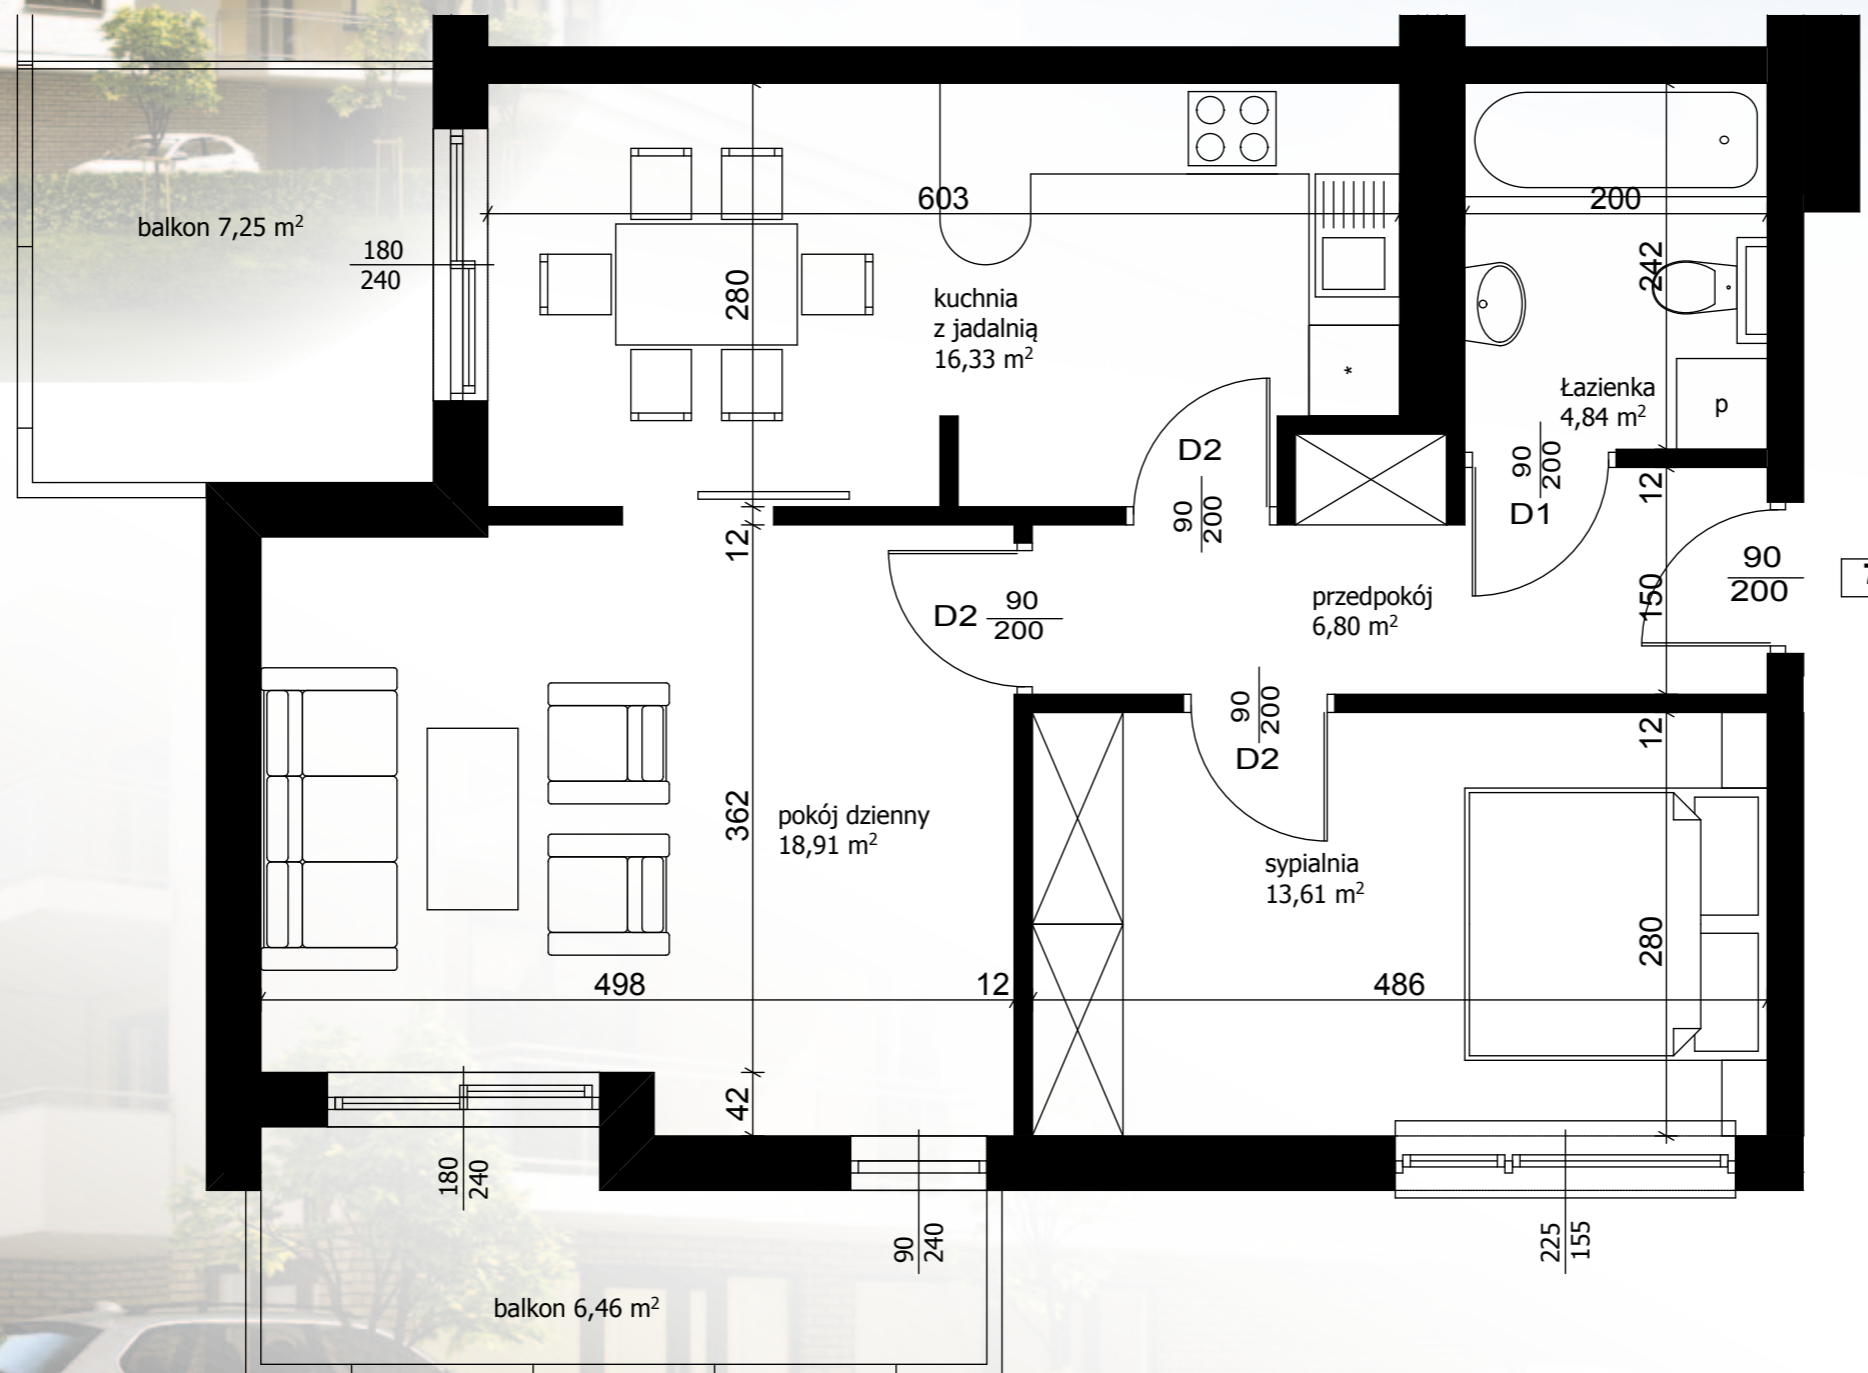 balkon 7,25 m²
180
240
603
280
kuchnia
z jadalnią
16,33 m²
*
200
242
Łazienka
4,84 m²
p
D2
90
200
90
200
D1
12
12
D2
90
200
przedpokój
6,80 m²
150
90
200
90
200
D2
12
362
pokój dzienny
18,91 m²
sypialnia
13,61 m²
280
498
12
486
42
180
240
90
240
225
155
balkon 6,46 m²